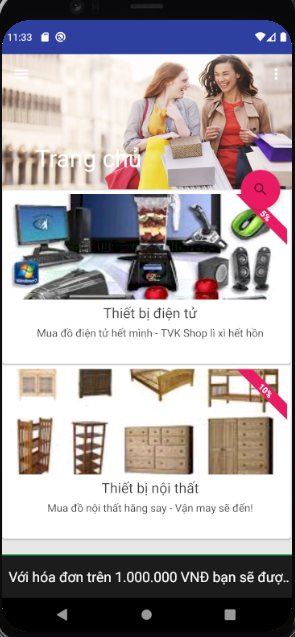 11:33
Trang chủ
5%
Windows7
Thiết bị điện tử
Mua đồ điện tử hết mình - TVK Shop lì xì hết hồn
10%
Thiết bị nội thất
Mua đồ nội thất hăng say - Vận may sẽ đến!
Với hóa đơn trên 1.000.000 VNĐ bạn sẽ đượ..